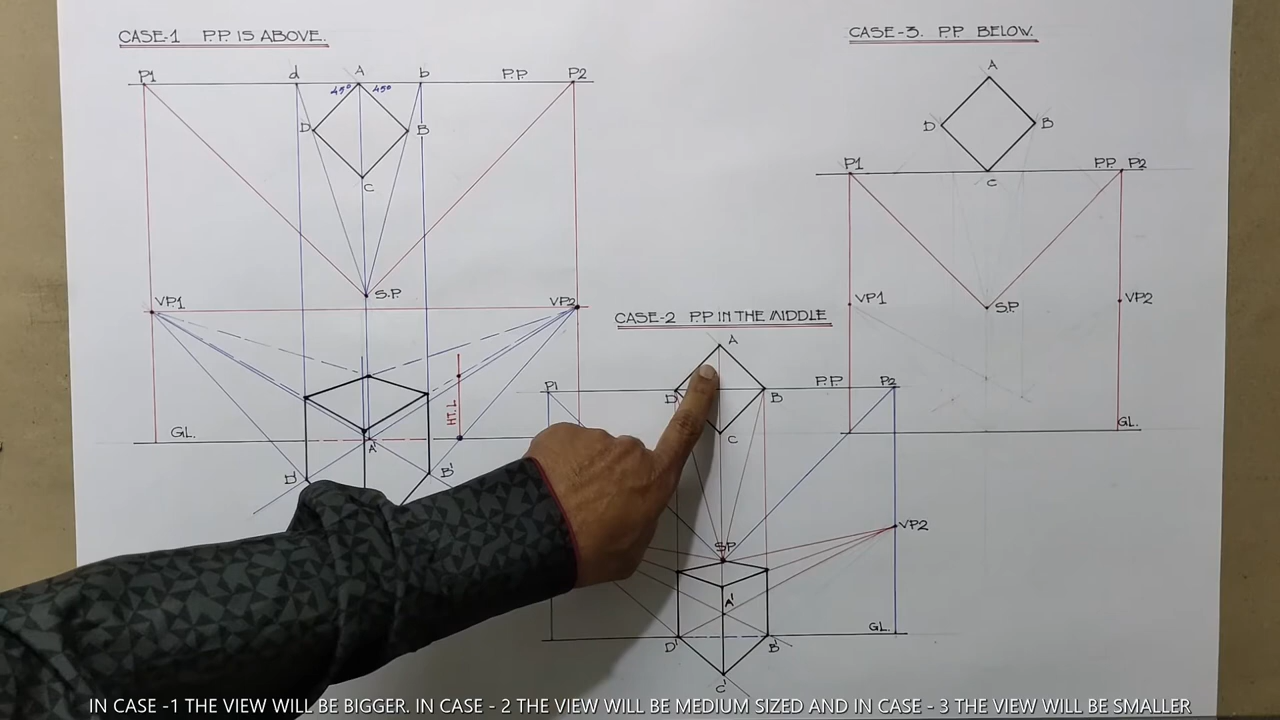 CASE-1 P.P. IS ABOVE.
P1 d A b P.P P2
45° 45°
D B
C
S.P.
VP.1 VP2
HT.L
GL.
A'
D' B'
CASE-2 P.P IN THE MIDDLE
A
P1 D B P.P P2
C
SP
VP2
A'
GL.
D' B'
C'
CASE-3. P.P BELOW.
A
D B
P1 C P.P. P2
S.P.
VP1 VP2
GL.
IN CASE -1 THE VIEW WILL BE BIGGER. IN CASE - 2 THE VIEW WILL BE MEDIUM SIZED AND IN CASE - 3 THE VIEW WILL BE SMALLER